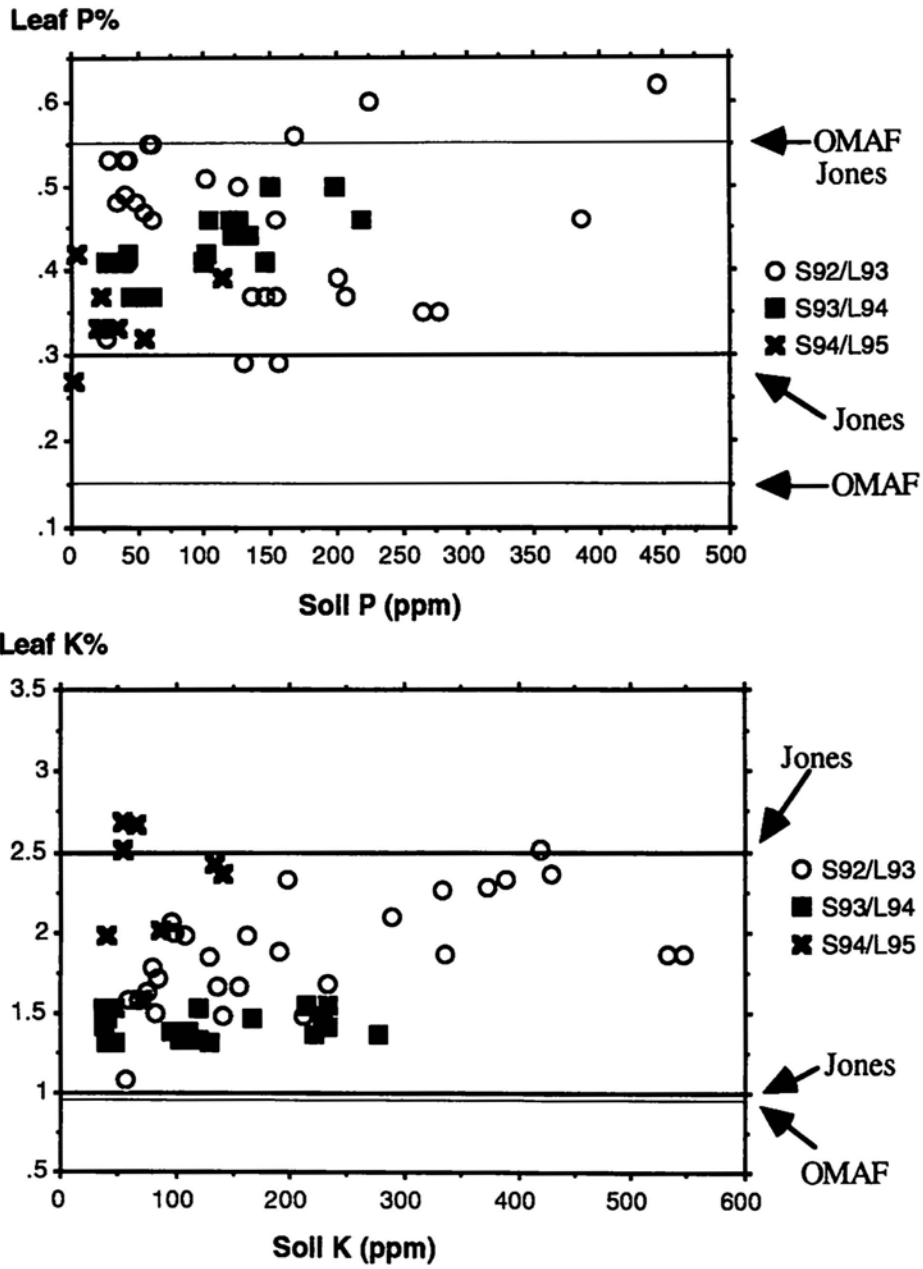 Leaf P%
.6
.5
.4
.3
.2
.1
0 50 100 150 200 250 300 350 400 450 500
Soil P (ppm)
OMAF
Jones
S92/L93
S93/L94
S94/L95
Jones
OMAF
Leaf K%
3.5
3
2.5
2
1.5
1
.5
0 100 200 300 400 500 600
Soil K (ppm)
Jones
S92/L93
S93/L94
S94/L95
Jones
OMAF